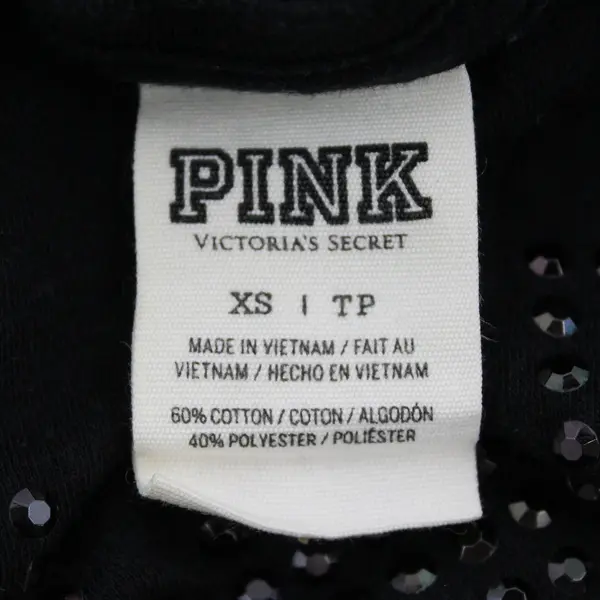 PINK
VICTORIA'S SECRET
XS | TP
MADE IN VIETNAM / FAIT AU
VIETNAM / HECHO EN VIETNAM
60% COTTON / COTON / ALGODÓN
40% POLYESTER / POLIÉSTER